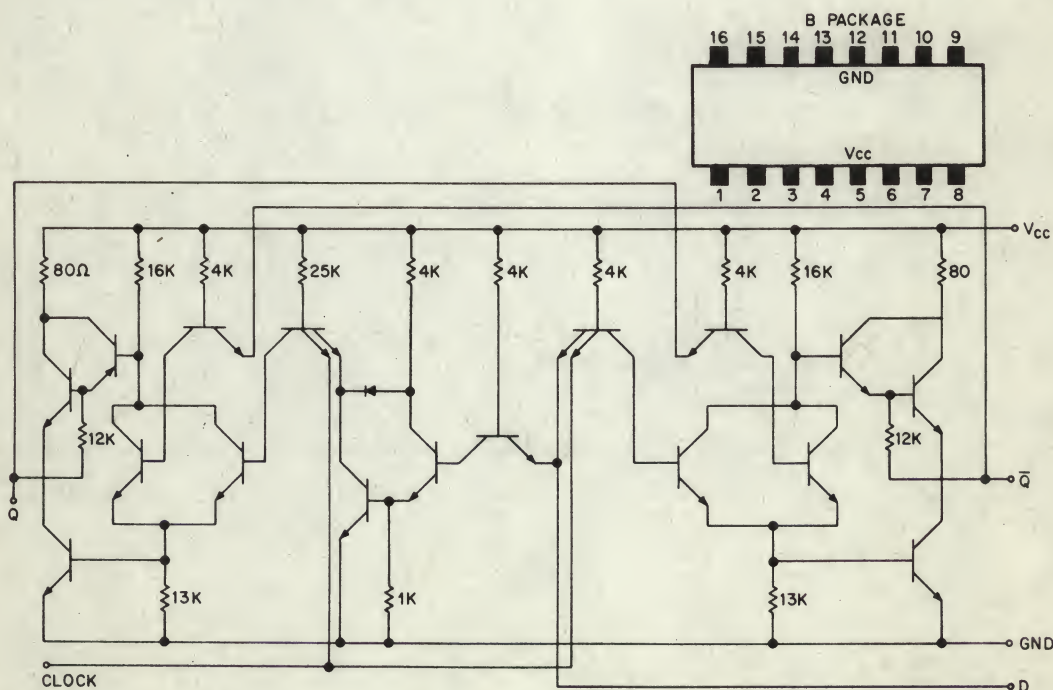 B PACKAGE
16 15 14 13 12 11 10 9
GND
Vcc
1 2 3 4 5 6 7 8
Vcc
80Ω 16K 4K 25K 4K 4K 4K 4K 16K 80
12K 12K
Q Q̅
13K 1K 13K
GND
CLOCK D